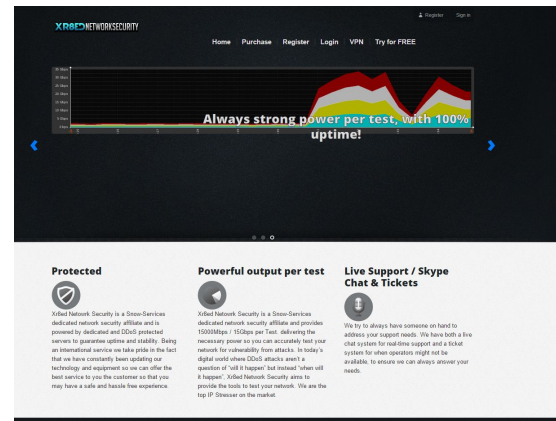 Register Sign in
XR8ED NETWORKSECURITY
Home Purchase Register Login VPN Try for FREE
Always strong power per test, with 100%
uptime!
Protected
Xr8ed Network Security is a Snow-Services
dedicated network security affiliate and is
powered by dedicated and DDoS protected
servers to guarantee uptime and stability. Being
an international service we take pride in the fact
that we have constantly been updating our
technology and equipment so we can offer the
best service to you the customer so that you
may have a safe and hassle free experience.
Powerful output per test
Xr8ed Network Security is a Snow-Services
dedicated network security affiliate and provides
15000Mbps / 15Gbps per Test. delivering the
necessary power so you can accurately test your
network for vulnerability from attacks. In today's
digital world where DDoS attacks aren't a
question of "will it happen" but instead "when will
it happen". Xr8ed Network Security aims to
provide the tools to test your network. We are the
top IP Stresser on the market.
Live Support / Skype
Chat & Tickets
We try to always have someone on hand to
address your support needs. We have both a live
chat system for real-time support and a ticket
system for when operators might not be
available, to ensure we can always answer your
needs.